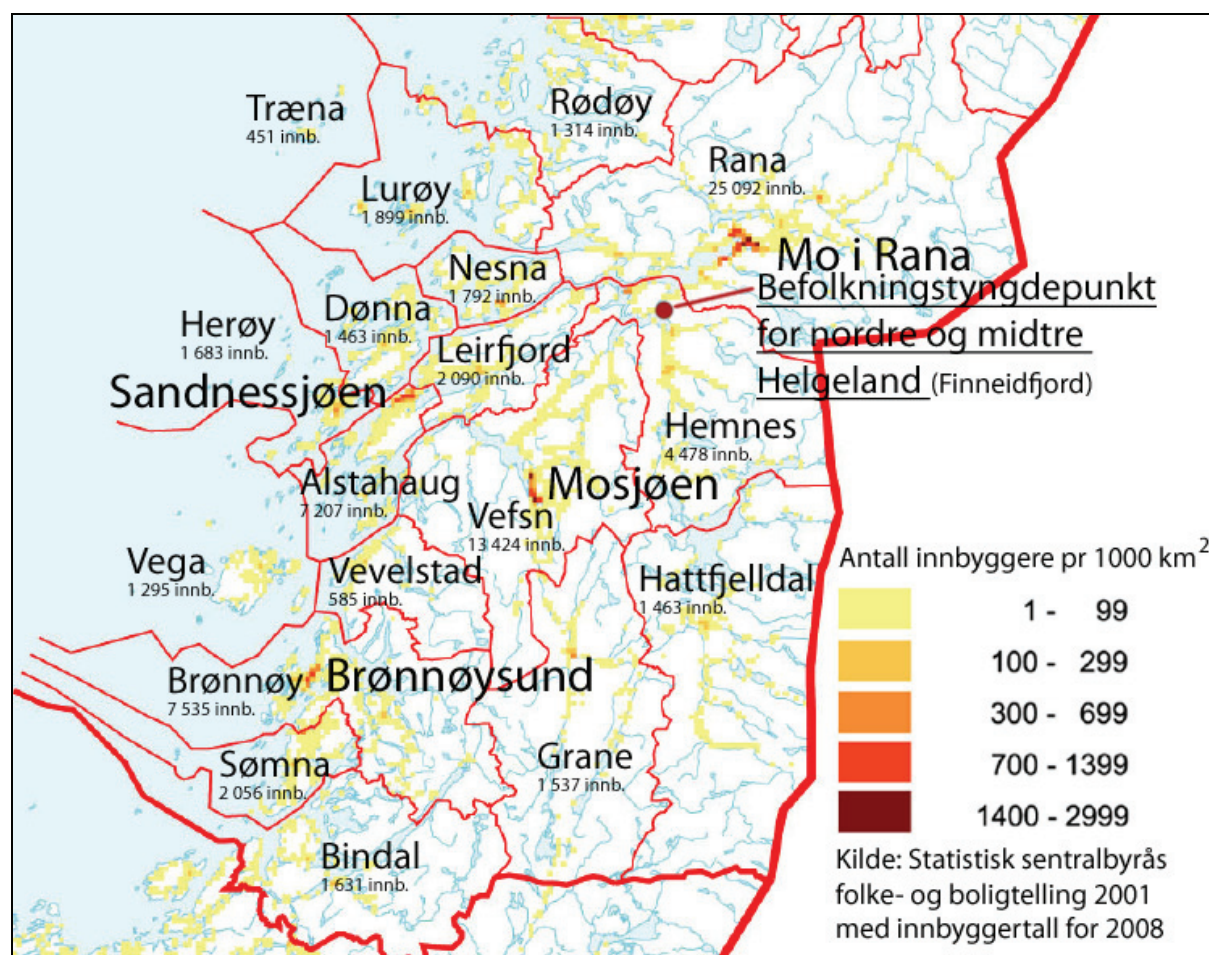 Træna
451 innb.
Rødøy
1 314 innb.
Rana
25 092 innb.
Lurøy
1 899 innb.
Mo i Rana
Nesna
1 792 innb.
Befolkningstyngdepunkt
for nordre og midtre
Helgeland (Finneidfjord)
Dønna
1 463 innb.
Herøy
1 683 innb.
Leirfjord
2 090 innb.
Sandnessjøen
Hemnes
4 478 innb.
Alstahaug
7 207 innb.
Mosjøen
Vefsn
13 424 innb.
Vega
1 295 innb.
Vevelstad
585 innb.
Hattfjelldal
1 463 innb.
Brønnøy
7 535 innb.
Brønnøysund
Sømna
2 056 innb.
Grane
1 537 innb.
Bindal
1 631 innb.
Antall innbyggere pr 1000 km2
1 - 99
100 - 299
300 - 699
700 - 1399
1400 - 2999
Kilde: Statistisk sentralbyrås
folke- og boligtelling 2001
med innbyggertall for 2008